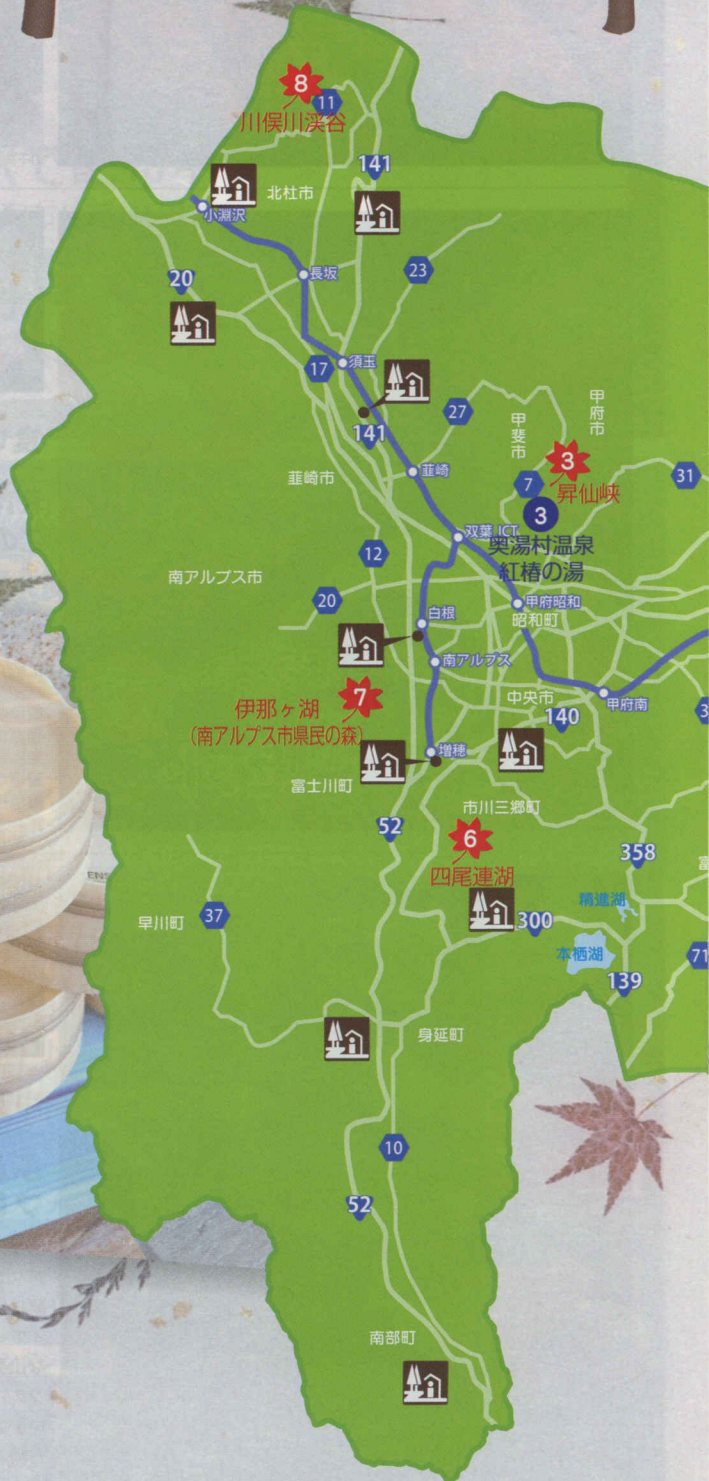 8
11
川俣川渓谷
141
北杜市
小淵沢
23
長坂
20
17
須玉
27
141
甲斐市
甲府市
3
韮崎
7
昇仙峡
31
韮崎市
3
双葉 JCT
奥湯村温泉
紅椿の湯
12
南アルプス市
20
甲府昭和
昭和町
白根
南アルプス
7
伊那ヶ湖
(南アルプス市県民の森)
中央市
甲府南
140
3
増穂
富士川町
市川三郷町
52
6
358
四尾連湖
富
ENS
精進湖
37
早川町
300
本栖湖
71
139
身延町
10
52
南部町